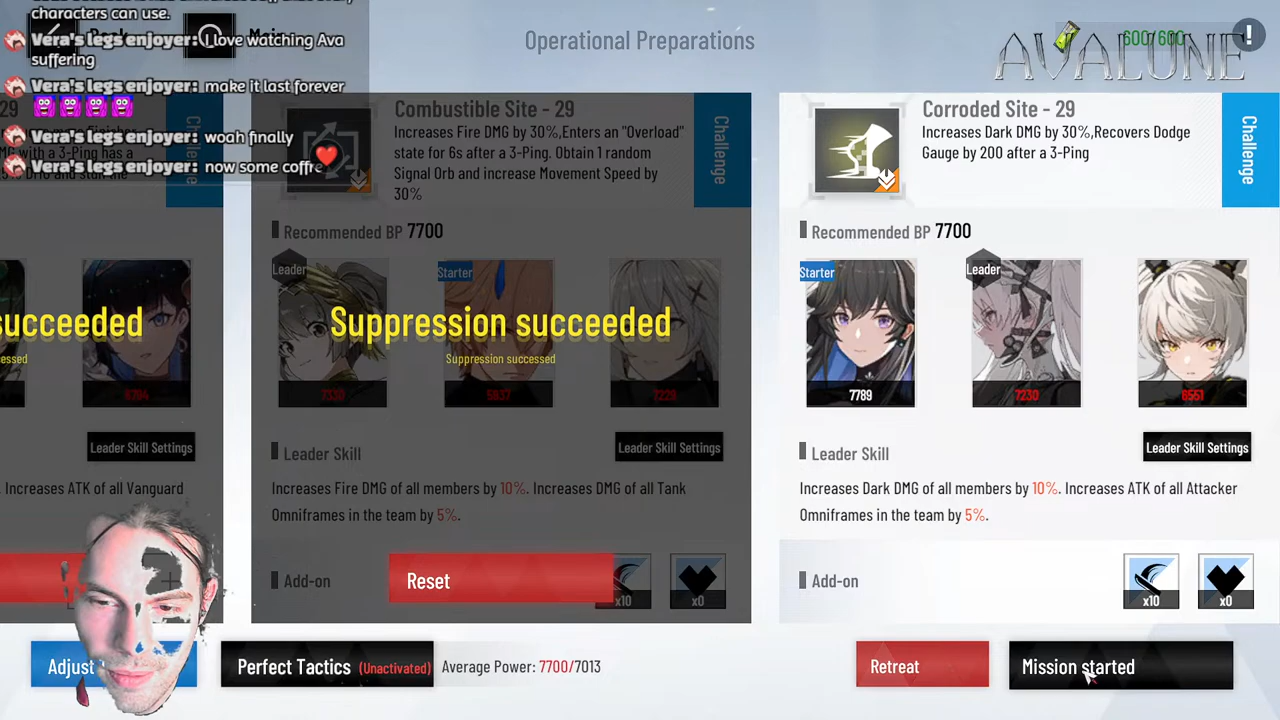 characters can use.
Vera's legs enjoyer: I love watching Ava
suffering
Vera's legs enjoyer: make it last forever
Vera's legs enjoyer: woah finally
Vera's legs enjoyer: now some coffre
Operational Preparations
AVALUNE
600/600
29
Challenge
succeeded
6794
Leader Skill Settings
Increases ATK of all Vanguard
Combustible Site - 29
Increases Fire DMG by 30%,Enters an "Overload"
state for 6s after a 3-Ping. Obtain 1 random
Signal Orb and increase Movement Speed by
30%
Challenge
Recommended BP 7700
Leader
Starter
Suppression succeeded
Suppression successed
7330
5837
7229
Leader Skill
Leader Skill Settings
Increases Fire DMG of all members by 10%. Increases DMG of all Tank
Omniframes in the team by 5%.
Add-on
Reset
x10
x0
Corroded Site - 29
Increases Dark DMG by 30%,Recovers Dodge
Gauge by 200 after a 3-Ping
Challenge
Recommended BP 7700
Starter
Leader
7789
7230
6551
Leader Skill
Leader Skill Settings
Increases Dark DMG of all members by 10%. Increases ATK of all Attacker
Omniframes in the team by 5%.
Add-on
x10
x0
Adjust
Perfect Tactics (Unactivated)
Average Power: 7700/7013
Retreat
Mission started